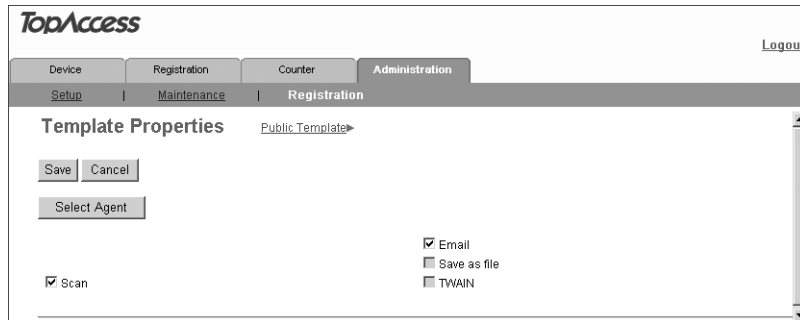 TopAccess
Logou
Device Registration Counter Administration
Setup | Maintenance | Registration
Template Properties Public Template▶
Save Cancel
Select Agent
Email
Save as file
Scan TWAIN